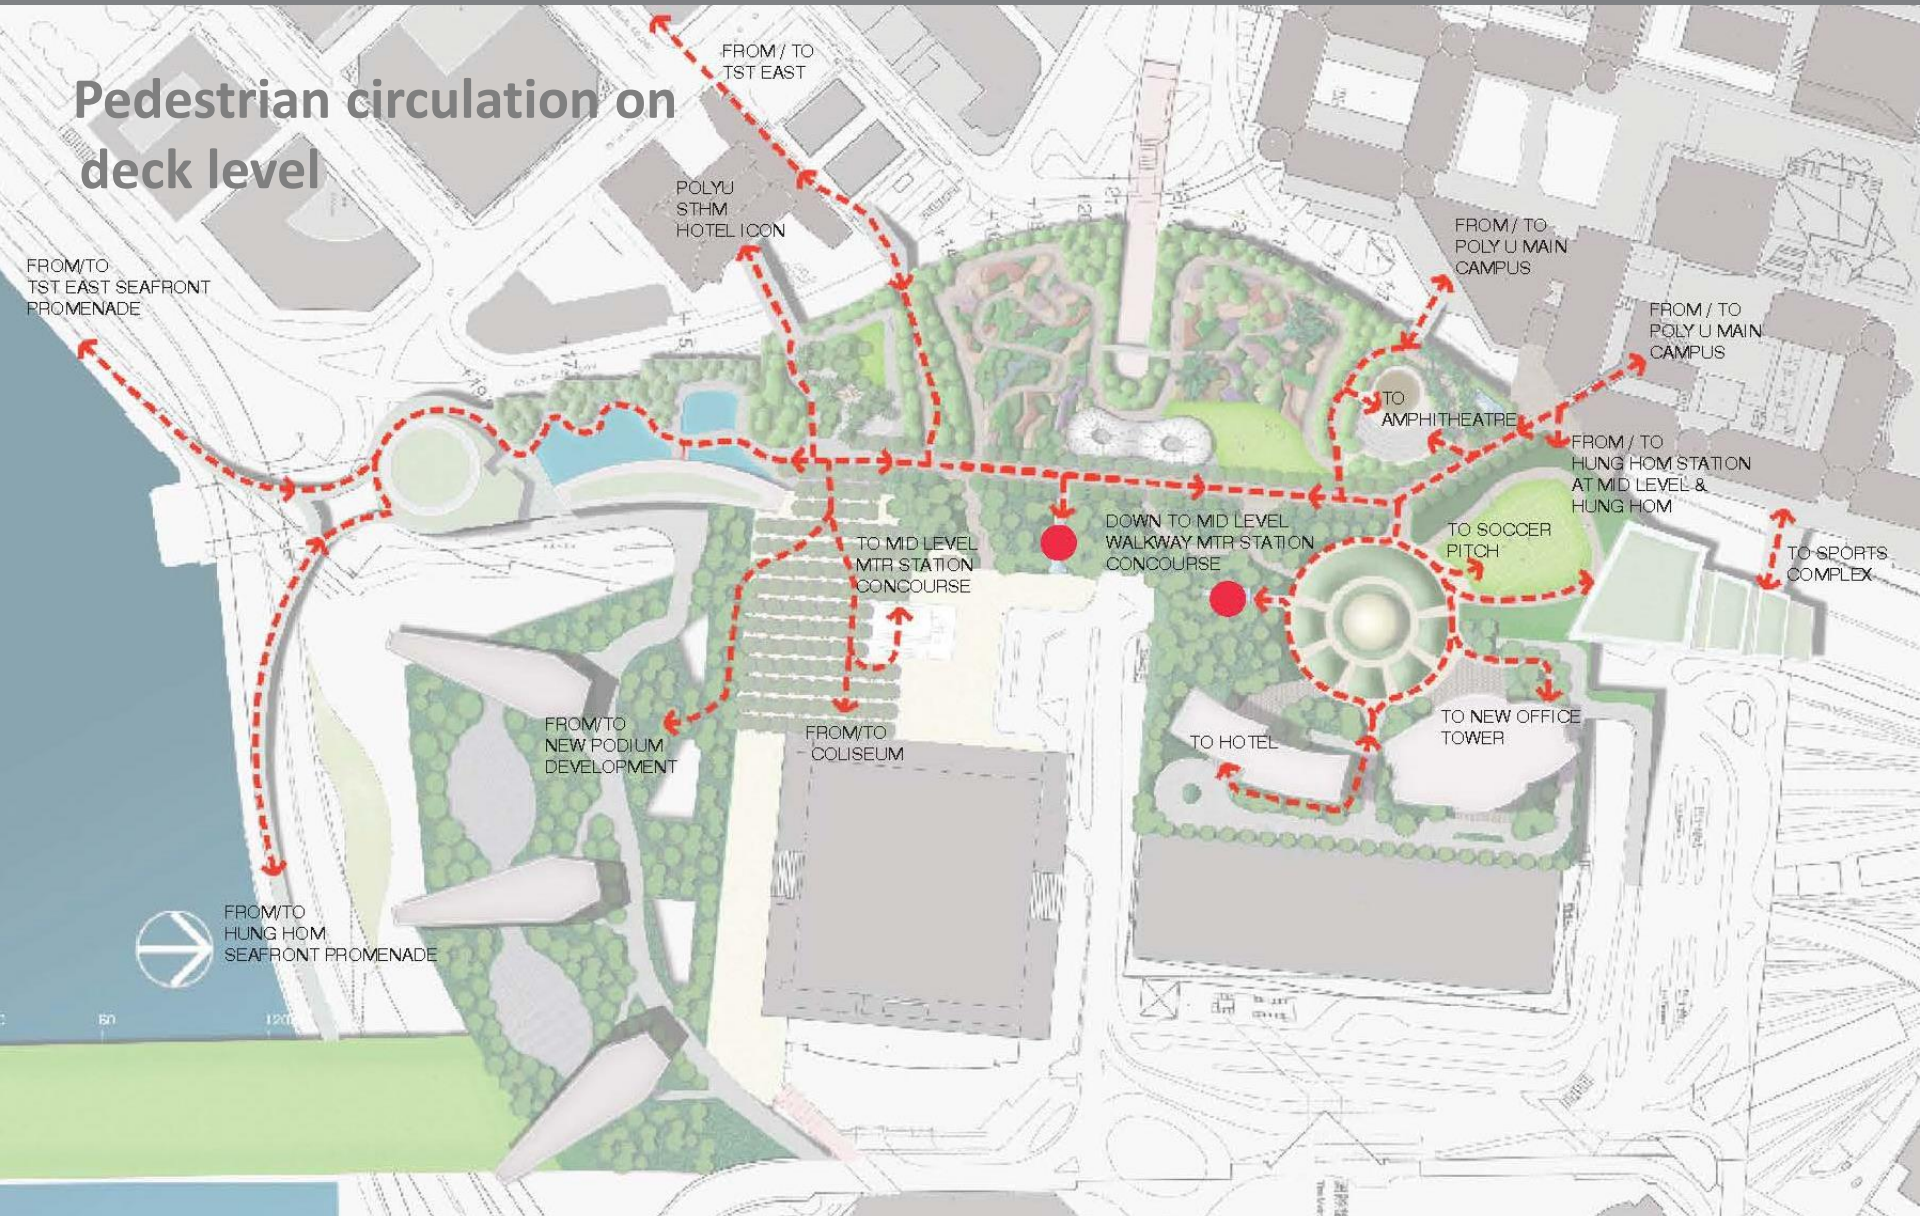 Pedestrian circulation on
deck level
FROM / TO
TST EAST
POLYU
STHM
HOTEL ICON
FROM / TO
POLY U MAIN
CAMPUS
FROM/TO
TST EAST SEAFRONT
PROMENADE
FROM / TO
POLY U MAIN
CAMPUS
TO
AMPHITHEATRE
FROM / TO
HUNG HOM STATION
AT MID LEVEL &
HUNG HOM
TO MID LEVEL
MTR STATION
CONCOURSE
DOWN TO MID LEVEL
WALKWAY MTR STATION
CONCOURSE
TO SOCCER
PITCH
TO SPORTS
COMPLEX
FROM/TO
NEW PODIUM
DEVELOPMENT
FROM/TO
COLISEUM
TO HOTEL
TO NEW OFFICE
TOWER
FROM/TO
HUNG HOM
SEAFRONT PROMENADE
60
120